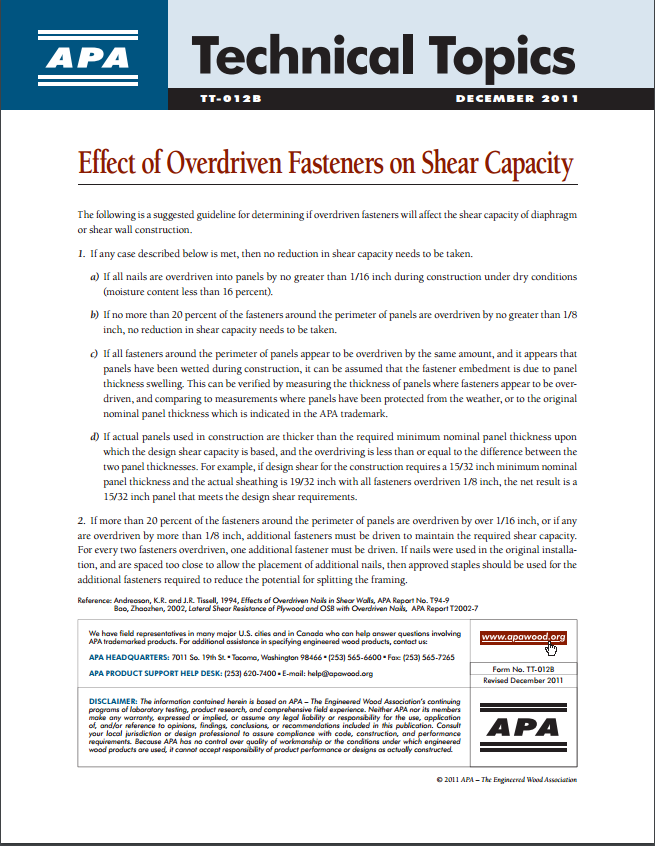 APA
Technical Topics
TT-012B
DECEMBER 2011
Effect of Overdriven Fasteners on Shear Capacity
The following is a suggested guideline for determining if overdriven fasteners will affect the shear capacity of diaphragm
or shear wall construction.
1. If any case described below is met, then no reduction in shear capacity needs to be taken.
a) If all nails are overdriven into panels by no greater than 1/16 inch during construction under dry conditions
(moisture content less than 16 percent).
b) If no more than 20 percent of the fasteners around the perimeter of panels are overdriven by no greater than 1/8
inch, no reduction in shear capacity needs to be taken.
c) If all fasteners around the perimeter of panels appear to be overdriven by the same amount, and it appears that
panels have been wetted during construction, it can be assumed that the fastener embedment is due to panel
thickness swelling. This can be verified by measuring the thickness of panels where fasteners appear to be over-
driven, and comparing to measurements where panels have been protected from the weather, or to the original
nominal panel thickness which is indicated in the APA trademark.
d) If actual panels used in construction are thicker than the required minimum nominal panel thickness upon
which the design shear capacity is based, and the overdriving is less than or equal to the difference between the
two panel thicknesses. For example, if design shear for the construction requires a 15/32 inch minimum nominal
panel thickness and the actual sheathing is 19/32 inch with all fasteners overdriven 1/8 inch, the net result is a
15/32 inch panel that meets the design shear requirements.
2. If more than 20 percent of the fasteners around the perimeter of panels are overdriven by over 1/16 inch, or if any
are overdriven by more than 1/8 inch, additional fasteners must be driven to maintain the required shear capacity.
For every two fasteners overdriven, one additional fastener must be driven. If nails were used in the original installa-
tion, and are spaced too close to allow the placement of additional nails, then approved staples should be used for the
additional fasteners required to reduce the potential for splitting the framing.
Reference: Andreason, K.R. and J.R. Tissell, 1994, Effects of Overdriven Nails in Shear Walls, APA Report No. T94-9
Bao, Zhaozhen, 2002, Lateral Shear Resistance of Plywood and OSB with Overdriven Nails, APA Report T2002-7
We have field representatives in many major U.S. cities and in Canada who can help answer questions involving
APA trademarked products. For additional assistance in specifying engineered wood products, contact us:
APA HEADQUARTERS: 7011 So. 19th St. ▪ Tacoma, Washington 98466 ▪ (253) 565-6600 ▪ Fax: (253) 565-7265
APA PRODUCT SUPPORT HELP DESK: (253) 620-7400 ▪ E-mail: help@apawood.org
DISCLAIMER: The information contained herein is based on APA – The Engineered Wood Association's continuing
programs of laboratory testing, product research, and comprehensive field experience. Neither APA nor its members
make any warranty, expressed or implied, or assume any legal liability or responsibility for the use, application
of, and/or reference to opinions, findings, conclusions, or recommendations included in this publication. Consult
your local jurisdiction or design professional to assure compliance with code, construction, and performance
requirements. Because APA has no control over quality of workmanship or the conditions under which engineered
wood products are used, it cannot accept responsibility of product performance or designs as actually constructed.
www.apawood.org
Form No. TT-012B
Revised December 2011
APA
© 2011 APA – The Engineered Wood Association